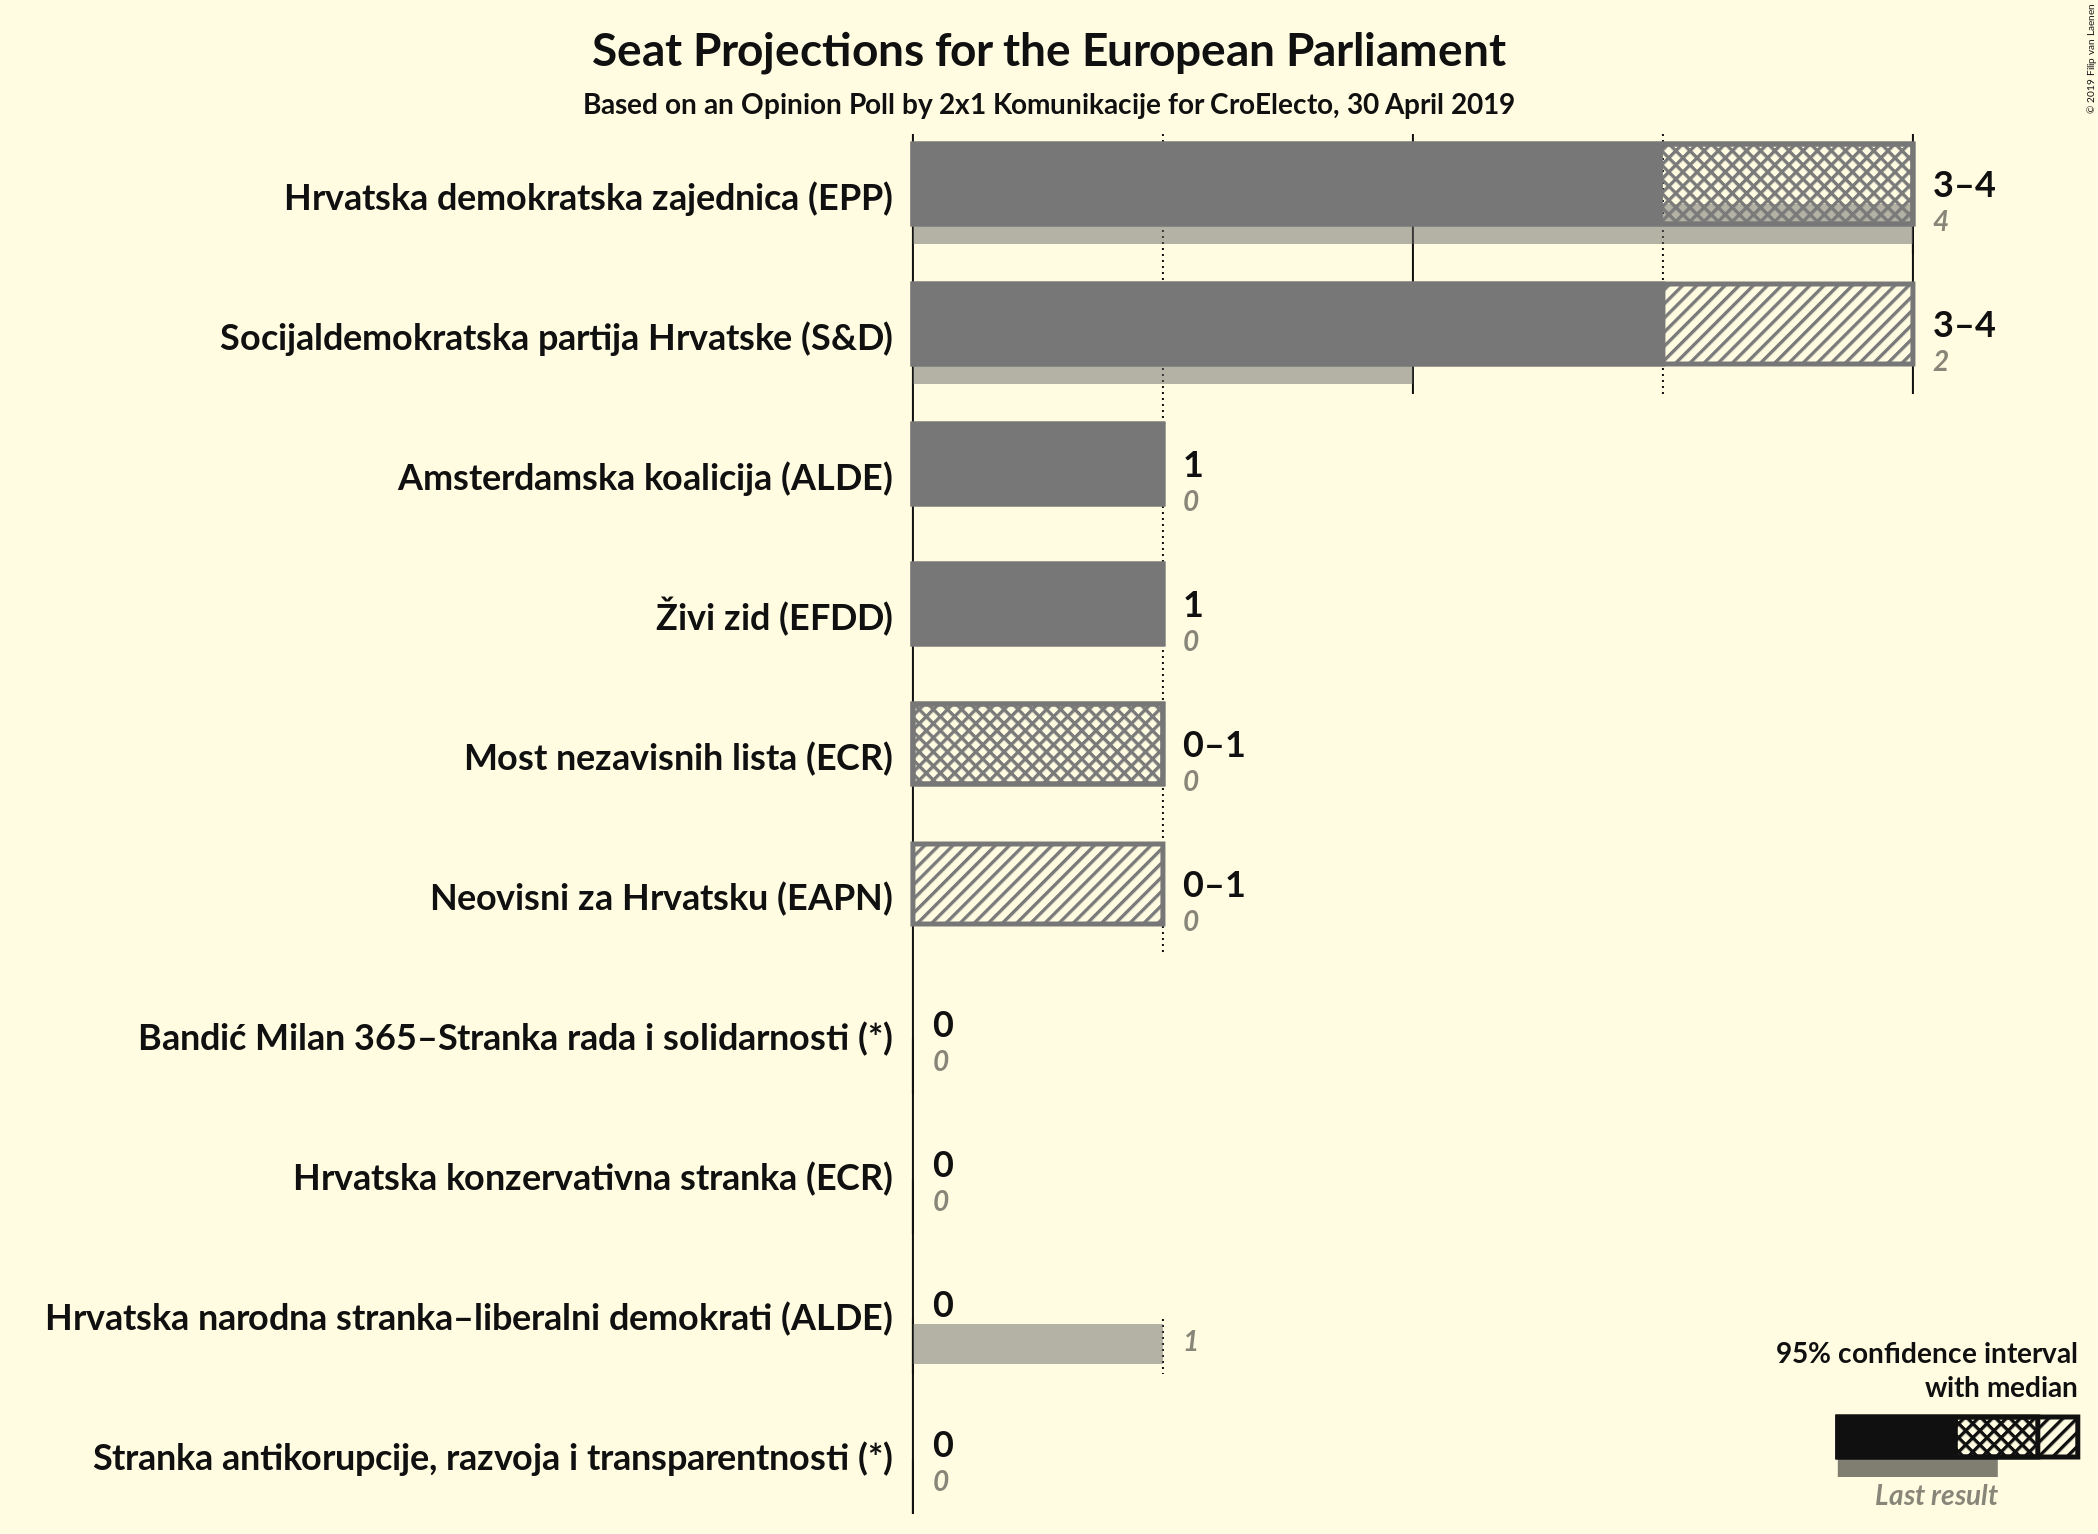 Seat Projections for the European Parliament
Based on an Opinion Poll by 2x1 Komunikacije for CroElecto, 30 April 2019
© 2019 Filip van Laenen
Hrvatska demokratska zajednica (EPP)
3–4
4
Socijaldemokratska partija Hrvatske (S&D)
3–4
2
Amsterdamska koalicija (ALDE)
1
0
Živi zid (EFDD)
1
0
Most nezavisnih lista (ECR)
0–1
0
Neovisni za Hrvatsku (EAPN)
0–1
0
Bandić Milan 365–Stranka rada i solidarnosti (*)
0
0
Hrvatska konzervativna stranka (ECR)
0
0
Hrvatska narodna stranka–liberalni demokrati (ALDE)
0
1
Stranka antikorupcije, razvoja i transparentnosti (*)
0
0
95% confidence interval
with median
Last result